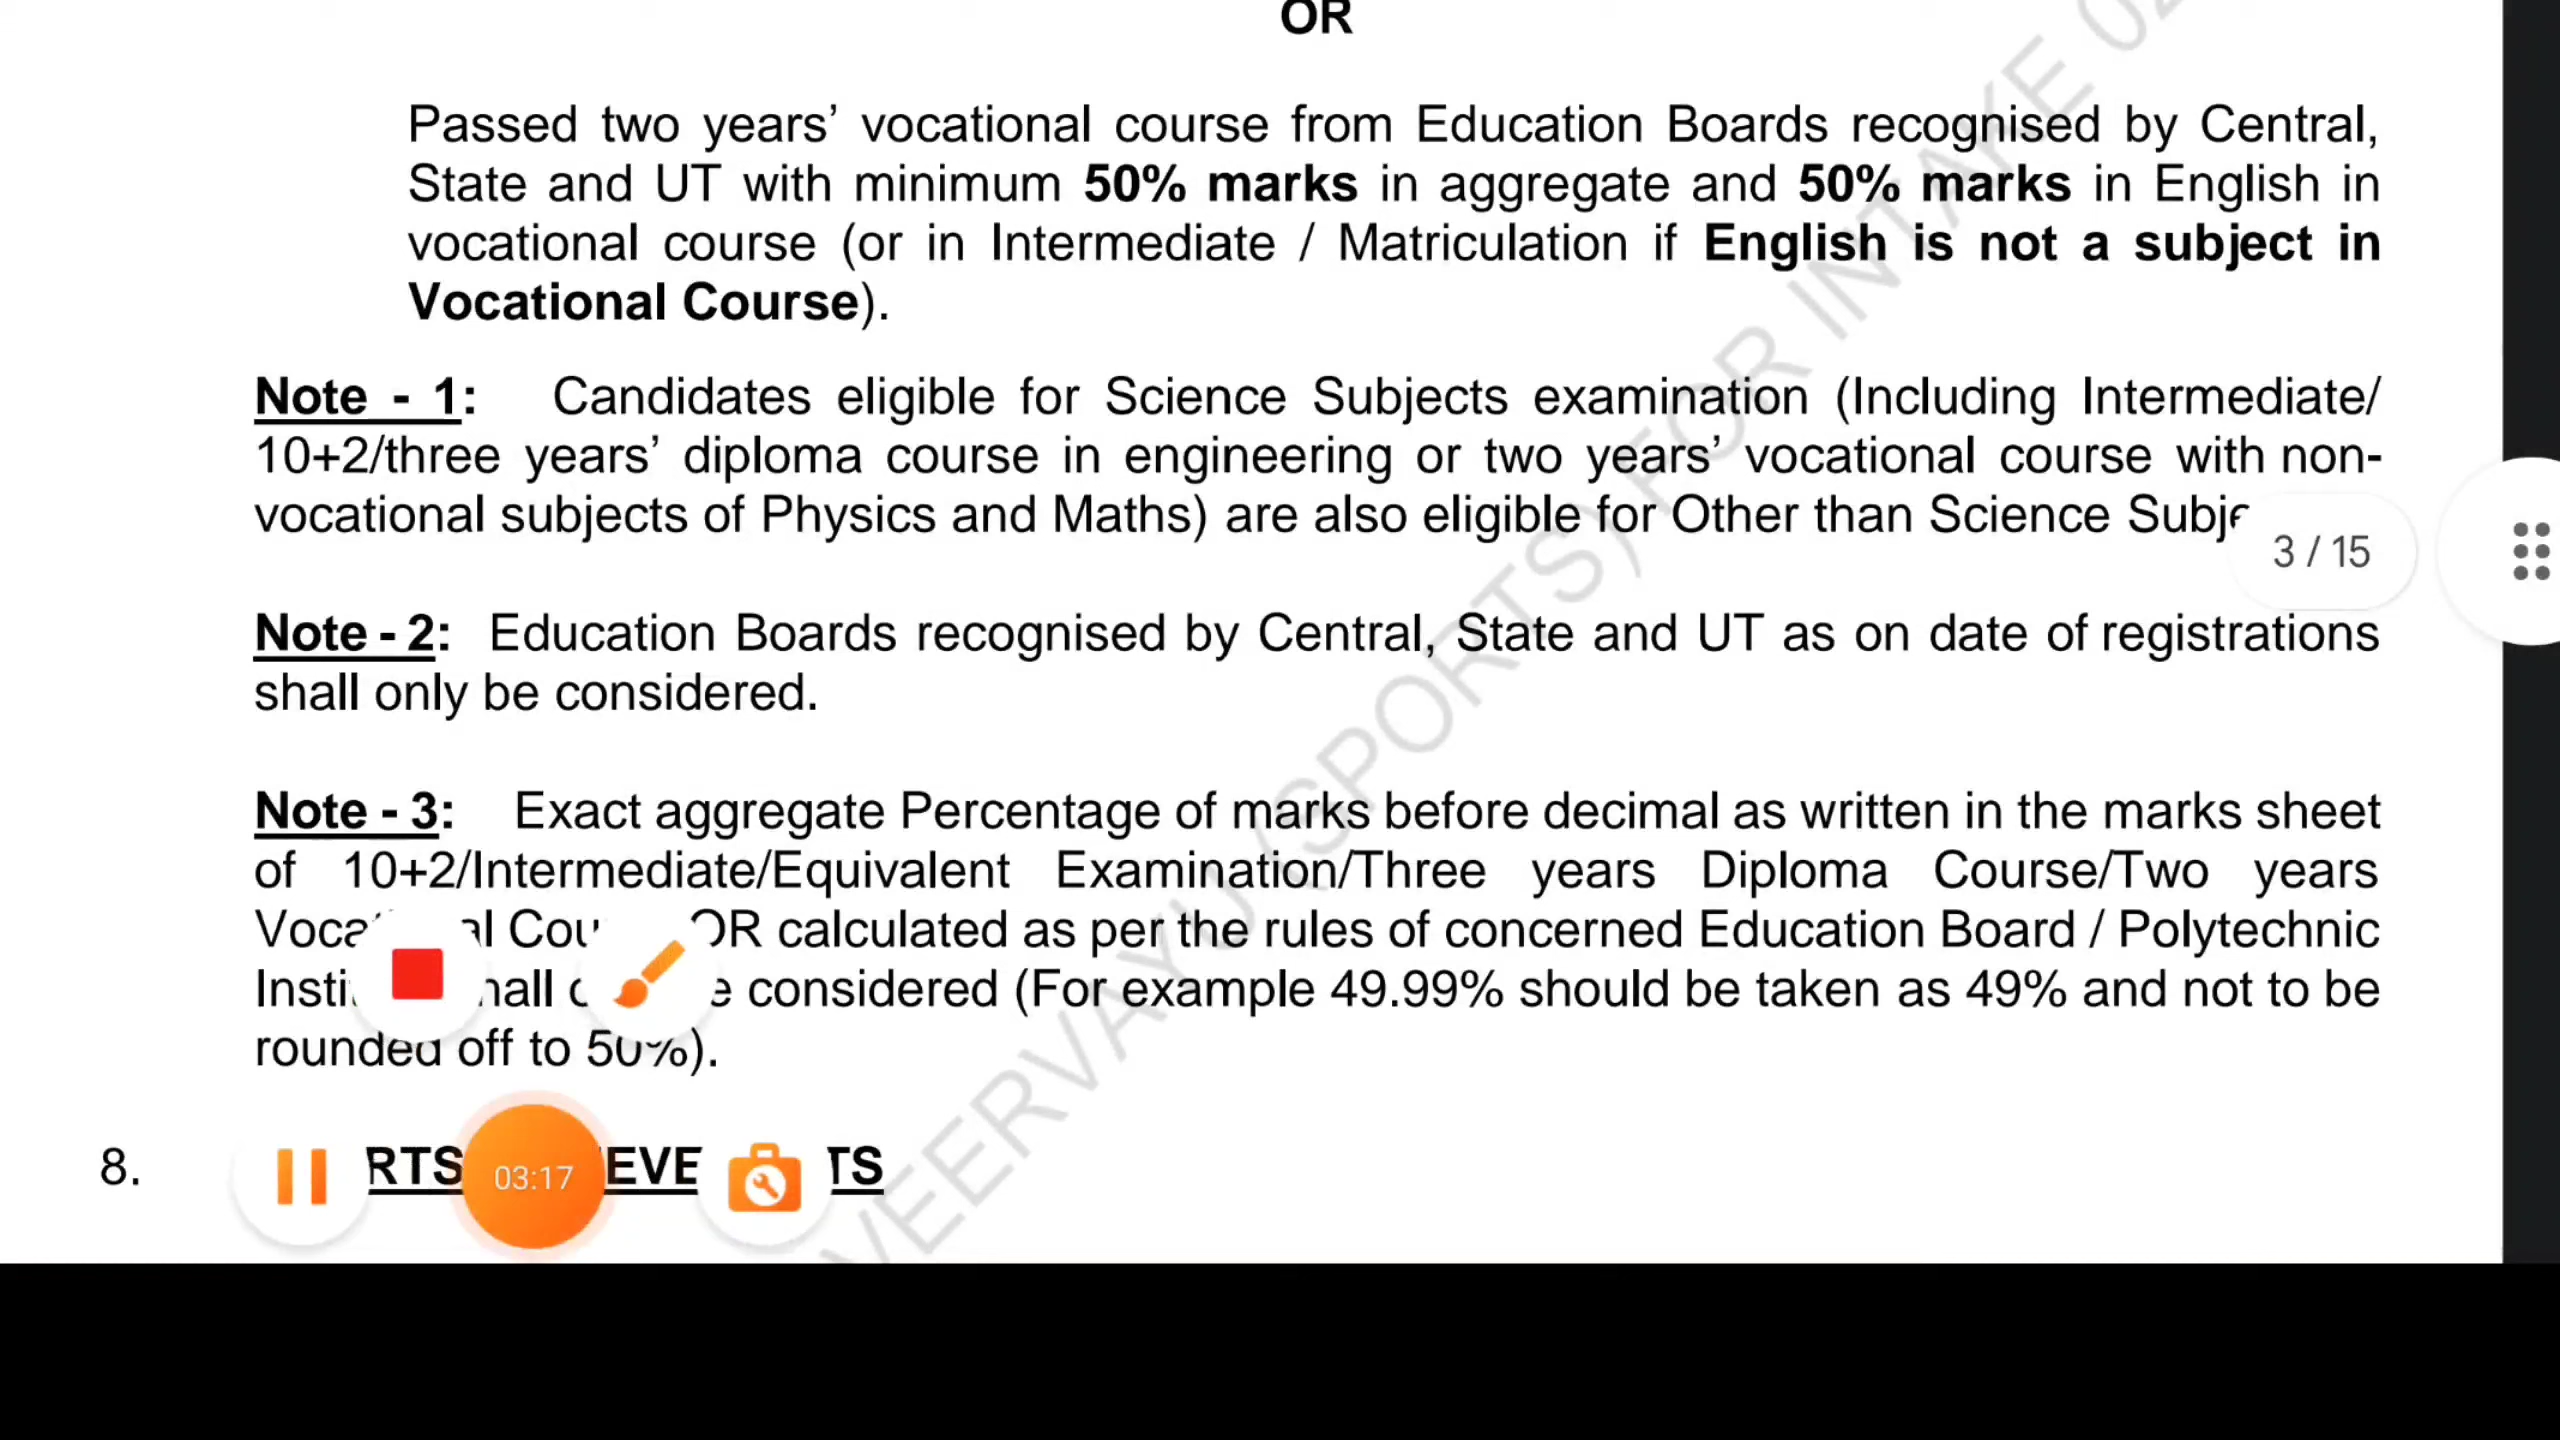 OR
Passed two years’ vocational course from Education Boards recognised by Central,
State and UT with minimum 50% marks in aggregate and 50% marks in English in
vocational course (or in Intermediate / Matriculation if English is not a subject in
Vocational Course).
Note - 1: Candidates eligible for Science Subjects examination (Including Intermediate/
10+2/three years’ diploma course in engineering or two years’ vocational course with non-
vocational subjects of Physics and Maths) are also eligible for Other than Science
3 / 15
Note - 2: Education Boards recognised by Central, State and UT as on date of registrations
shall only be considered.
Note - 3: Exact aggregate Percentage of marks before decimal as written in the marks sheet
of 10+2/Intermediate/Equivalent Examination/Three years Diploma Course/Two years
OR calculated as per the rules of concerned Education Board / Polytechnic
considered (For example 49.99% should be taken as 49% and not to be
rounded off to 50%).
8.
03:17
VEERVAYU (SPORTS) FOR INTAKE